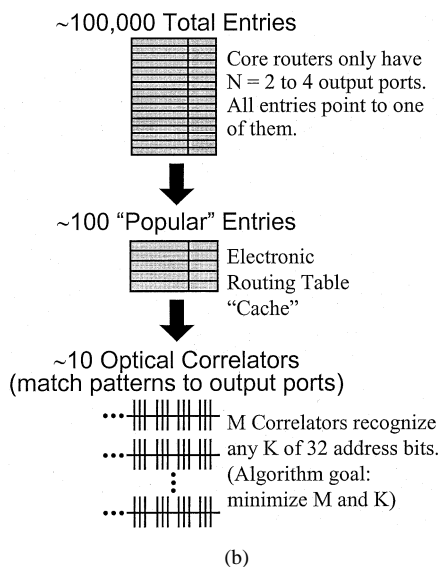 ~100,000 Total Entries
Core routers only have
N = 2 to 4 output ports.
All entries point to one
of them.
~100 “Popular” Entries
Electronic
Routing Table
“Cache”
~10 Optical Correlators
(match patterns to output ports)
M Correlators recognize
any K of 32 address bits.
(Algorithm goal:
minimize M and K)
(b)